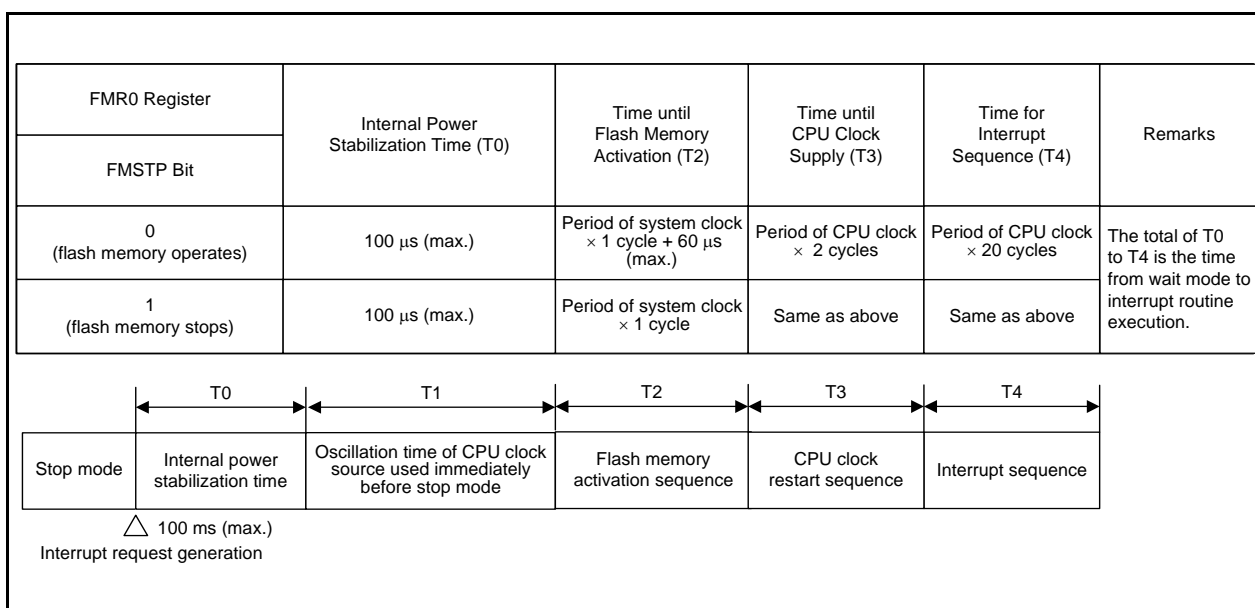 FMR0 Register
FMSTP Bit
Internal Power
Stabilization Time (T0)
Time until
Flash Memory
Activation (T2)
Time until
CPU Clock
Supply (T3)
Time for
Interrupt
Sequence (T4)
Remarks
0
(flash memory operates)
100 μs (max.)
Period of system clock
× 1 cycle + 60 μs
(max.)
Period of CPU clock
× 2 cycles
Period of CPU clock
× 20 cycles
The total of T0
to T4 is the time
from wait mode to
interrupt routine
execution.
1
(flash memory stops)
100 μs (max.)
Period of system clock
× 1 cycle
Same as above
Same as above
T0
T1
T2
T3
T4
Stop mode
Internal power
stabilization time
Oscillation time of CPU clock
source used immediately
before stop mode
Flash memory
activation sequence
CPU clock
restart sequence
Interrupt sequence
100 ms (max.)
Interrupt request generation